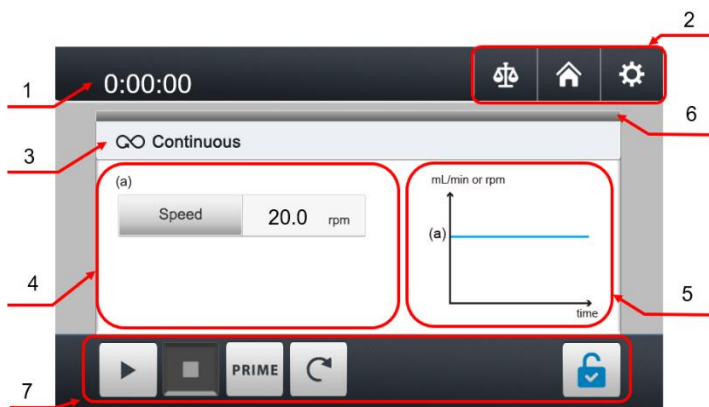 2
1
0:00:00
6
3
Continuous
(a)
Speed 20.0 rpm
mL/min or rpm
(a)
time
4
5
PRIME
7